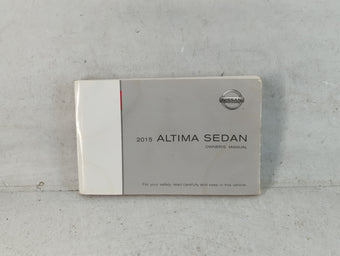 NISSAN
2015 ALTIMA SEDAN
OWNER'S MANUAL
For your safety, read carefully and keep in this vehicle.